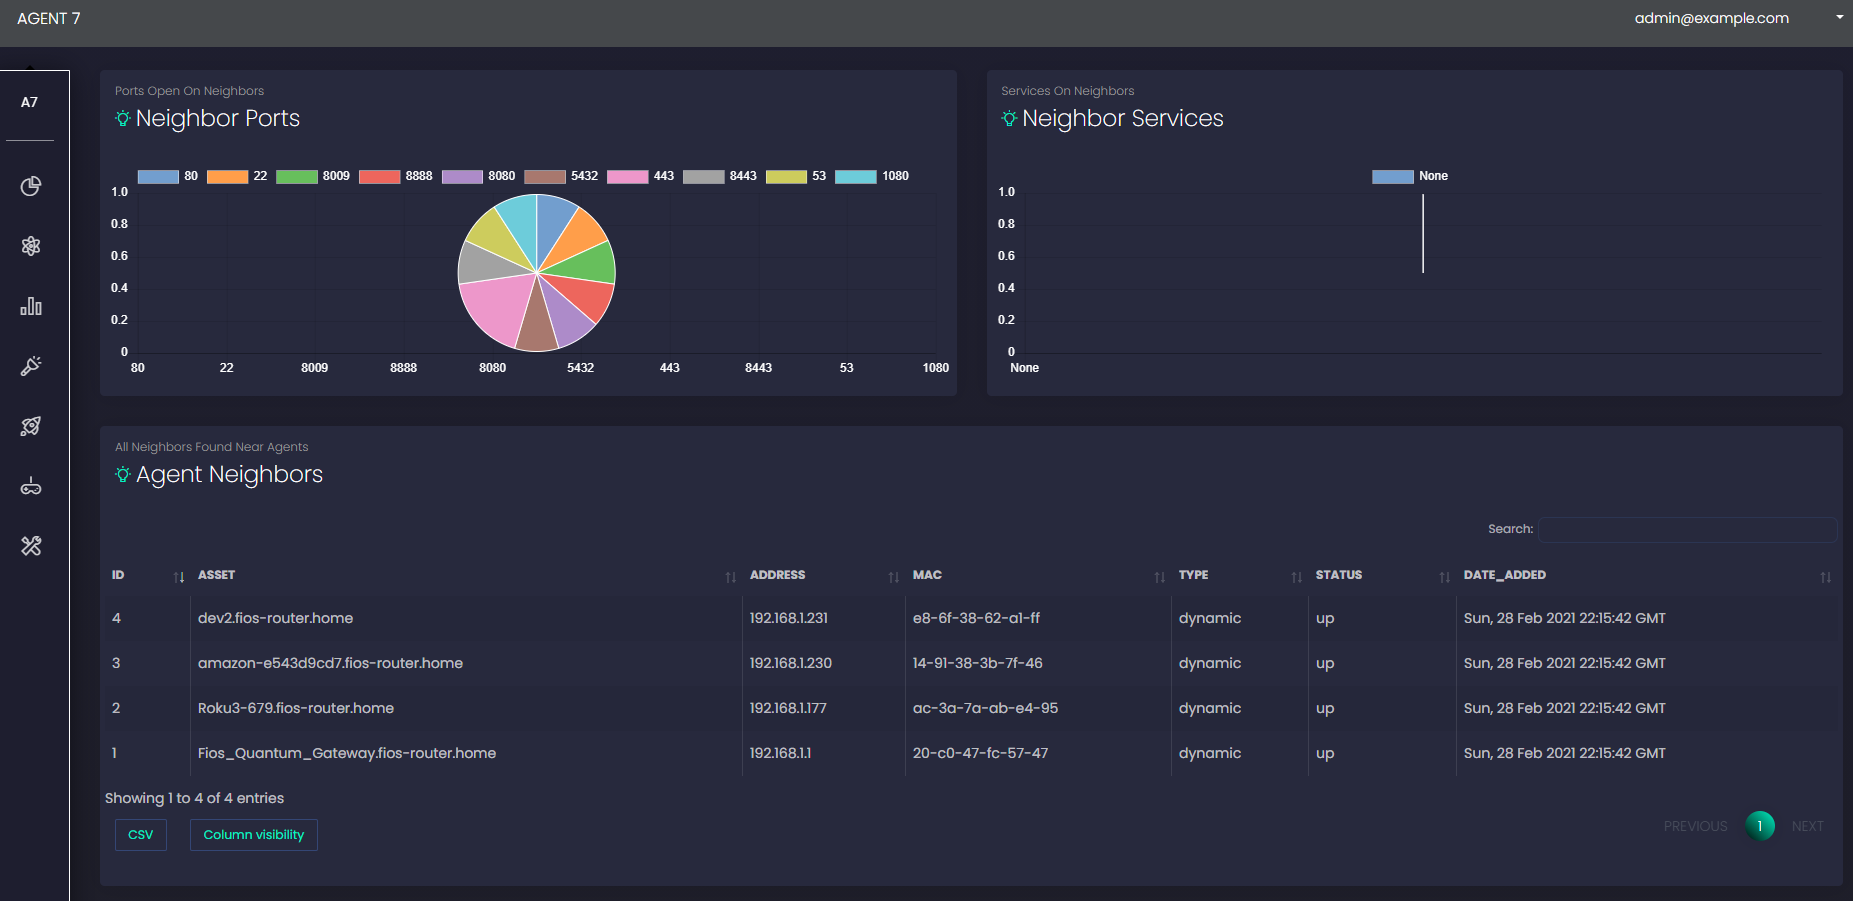 AGENT 7
admin@example.com
A7
Ports Open On Neighbors
Neighbor Ports
80 22 8009 8888 8080 5432 443 8443 53 1080
1.0
0.8
0.6
0.4
0.2
0
80 22 8009 8888 8080 5432 443 8443 53 1080
Services On Neighbors
Neighbor Services
None
1.0
0.8
0.6
0.4
0.2
0
None
All Neighbors Found Near Agents
Agent Neighbors
Search:
ID ASSET ADDRESS MAC TYPE STATUS DATE_ADDED
4 dev2.fios-router.home 192.168.1.231 e8-6f-38-62-a1-ff dynamic up Sun, 28 Feb 2021 22:15:42 GMT
3 amazon-e543d9cd7.fios-router.home 192.168.1.230 14-91-38-3b-7f-46 dynamic up Sun, 28 Feb 2021 22:15:42 GMT
2 Roku3-679.fios-router.home 192.168.1.177 ac-3a-7a-ab-e4-95 dynamic up Sun, 28 Feb 2021 22:15:42 GMT
1 Fios_Quantum_Gateway.fios-router.home 192.168.1.1 20-c0-47-fc-57-47 dynamic up Sun, 28 Feb 2021 22:15:42 GMT
Showing 1 to 4 of 4 entries
CSV Column visibility
PREVIOUS 1 NEXT